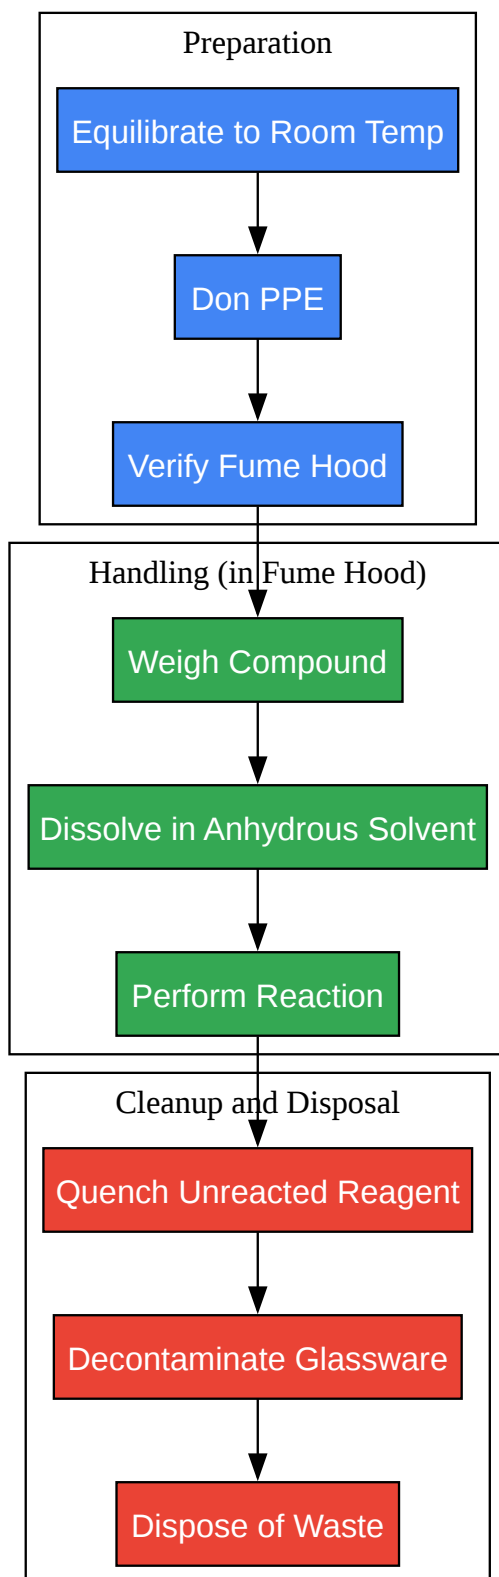 Preparation
Equilibrate to Room Temp
Don PPE
Verify Fume Hood
Handling (in Fume Hood)
Weigh Compound
Dissolve in Anhydrous Solvent
Perform Reaction
Cleanup and Disposal
Quench Unreacted Reagent
Decontaminate Glassware
Dispose of Waste